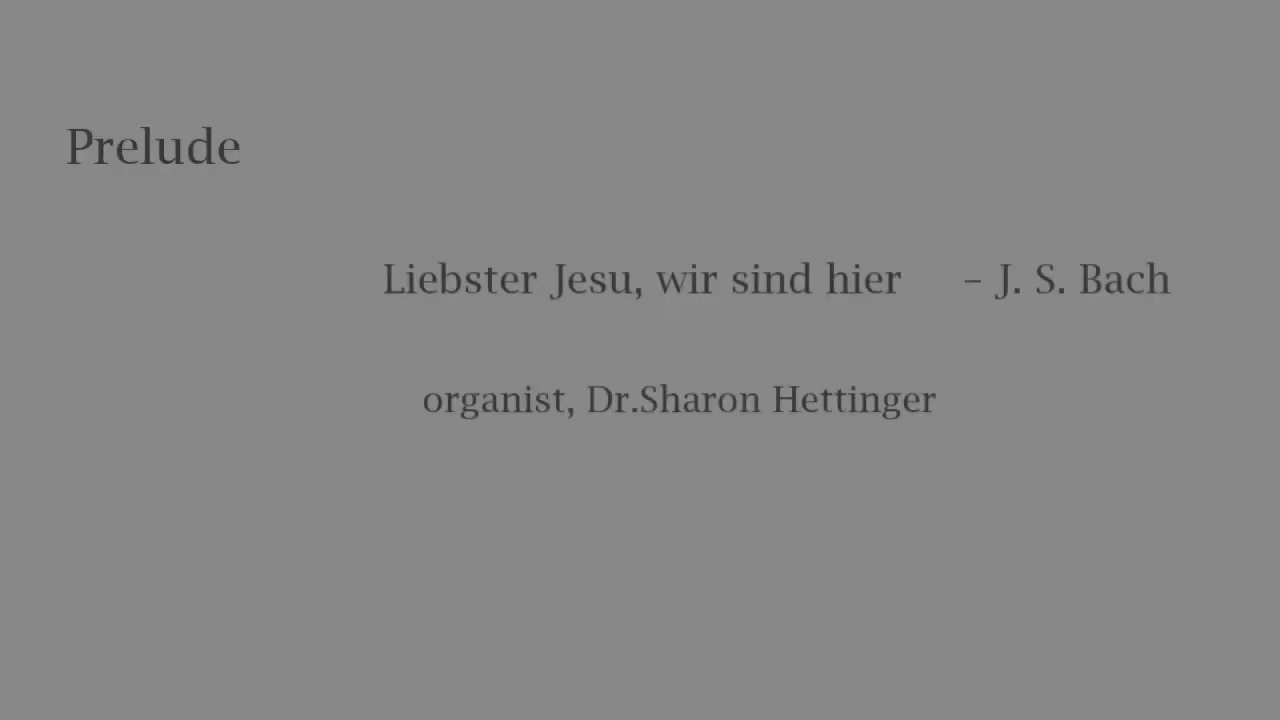 Prelude
Liebster Jesu, wir sind hier – J. S. Bach
organist, Dr.Sharon Hettinger